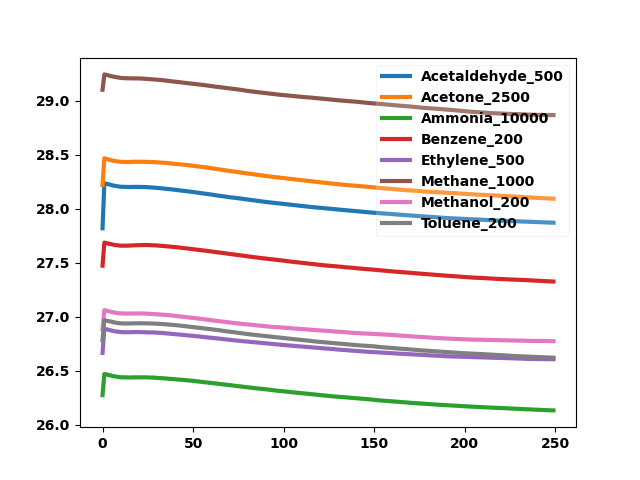 Acetaldehyde_500
Acetone_2500
Ammonia_10000
Benzene_200
Ethylene_500
Methane_1000
Methanol_200
Toluene_200
29.0
28.5
28.0
27.5
27.0
26.5
26.0
0 50 100 150 200 250